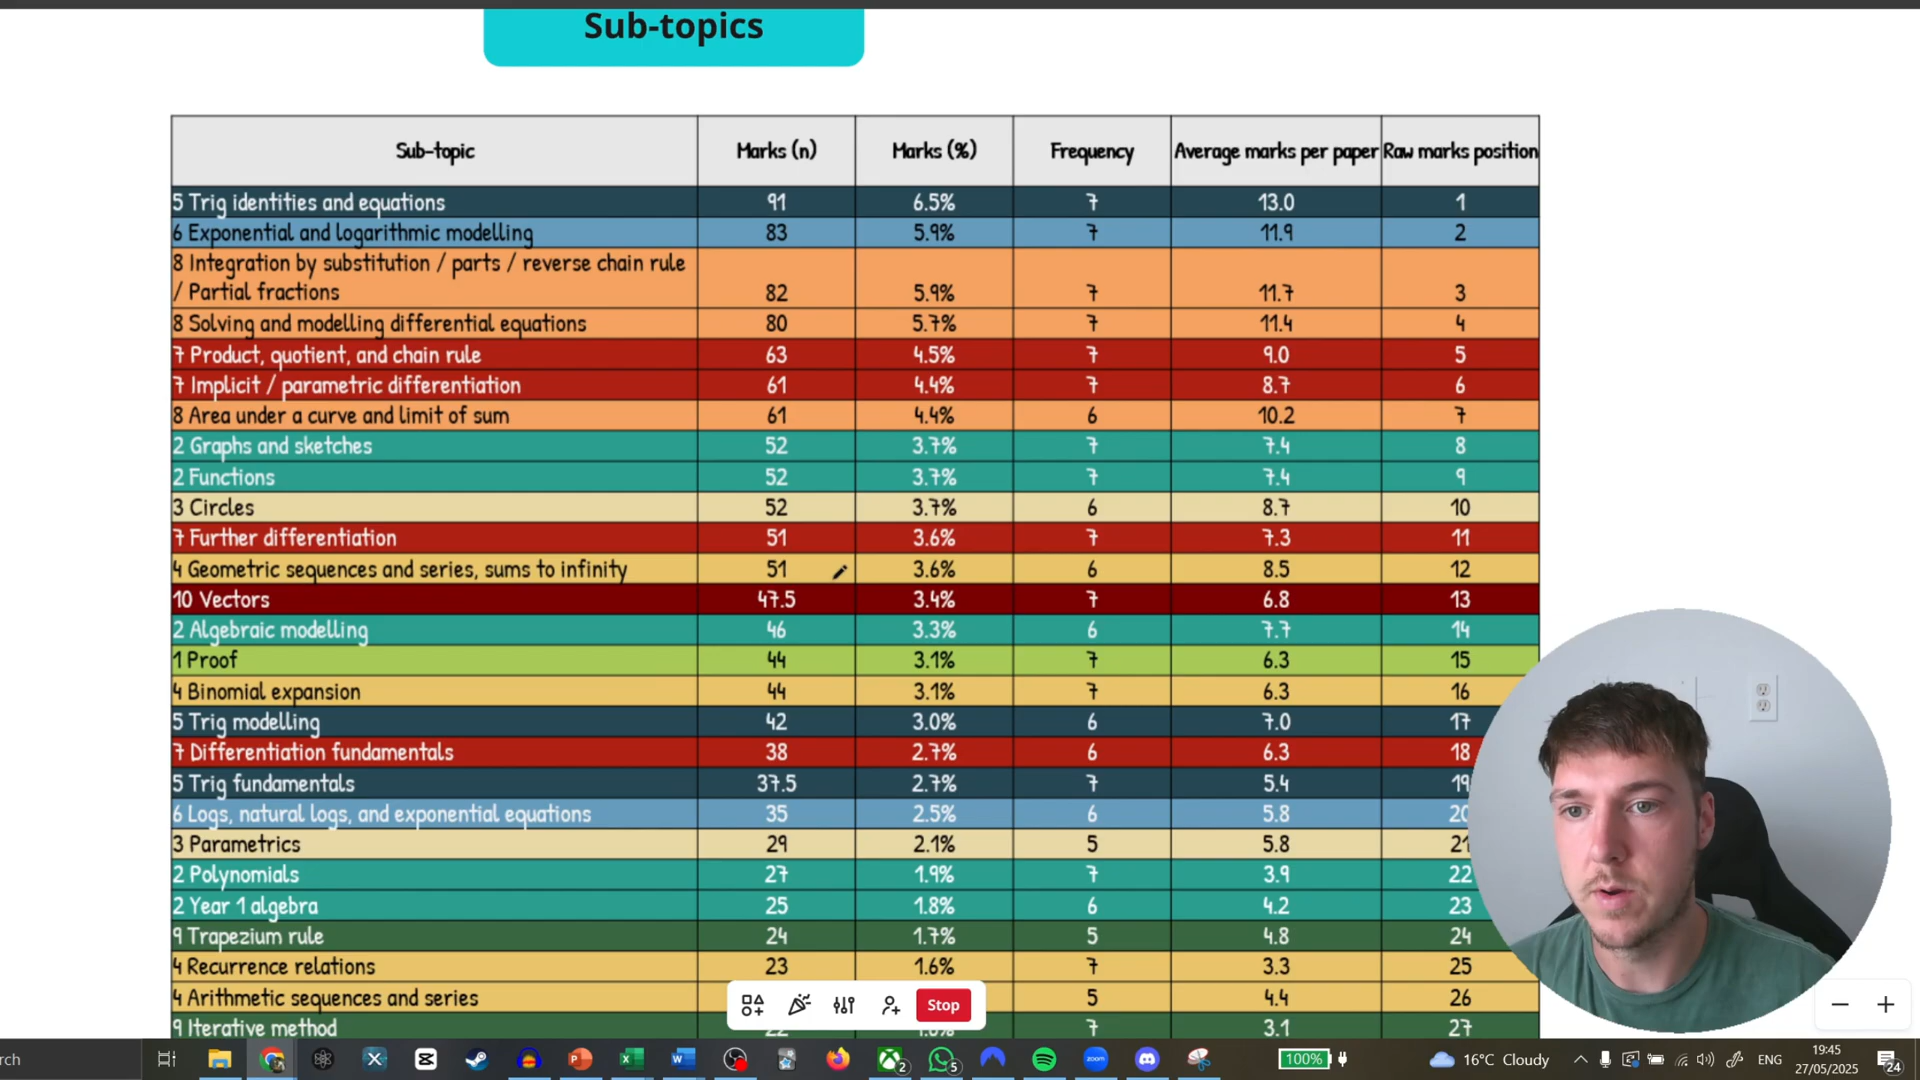 Sub-topics
Sub-topic Marks (n) Marks (%) Frequency Average marks per paper Raw marks position
5 Trig identities and equations 91 6.5% 7 13.0 1
6 Exponential and logarithmic modelling 83 5.9% 7 11.9 2
8 Integration by substitution / parts / reverse chain rule
/ Partial fractions 82 5.9% 7 11.7 3
8 Solving and modelling differential equations 80 5.7% 7 11.4 4
7 Product, quotient, and chain rule 63 4.5% 7 9.0 5
7 Implicit / parametric differentiation 61 4.4% 7 8.7 6
8 Area under a curve and limit of sum 61 4.4% 6 10.2 7
2 Graphs and sketches 52 3.7% 7 7.4 8
2 Functions 52 3.7% 7 7.4 9
3 Circles 52 3.7% 6 8.7 10
7 Further differentiation 51 3.6% 7 7.3 11
4 Geometric sequences and series, sums to infinity 51 3.6% 6 8.5 12
10 Vectors 47.5 3.4% 7 6.8 13
2 Algebraic modelling 46 3.3% 6 7.7 14
1 Proof 44 3.1% 7 6.3 15
4 Binomial expansion 44 3.1% 7 6.3 16
5 Trig modelling 42 3.0% 6 7.0 17
7 Differentiation fundamentals 38 2.7% 6 6.3 18
5 Trig fundamentals 37.5 2.7% 7 5.4 19
6 Logs, natural logs, and exponential equations 35 2.5% 6 5.8 20
3 Parametrics 29 2.1% 5 5.8 21
2 Polynomials 27 1.9% 7 3.9 22
2 Year 1 algebra 25 1.8% 6 4.2 23
9 Trapezium rule 24 1.7% 5 4.8 24
4 Recurrence relations 23 1.6% 7 3.3 25
4 Arithmetic sequences and series 5 4.4 26
9 Iterative method 7 3.1 27
Stop
rch 2 5 zoom 100% 16°C Cloudy ENG 19:45
27/05/2025 24